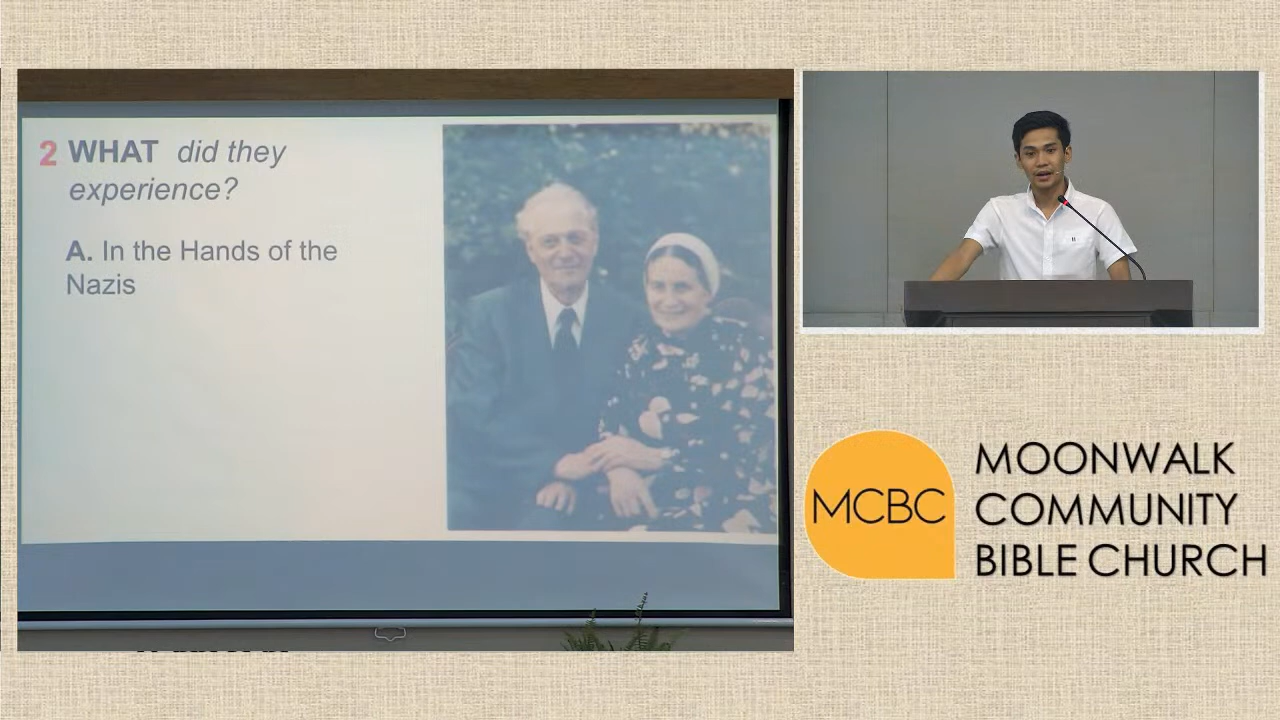 2 WHAT did they
experience?
A. In the Hands of the
Nazis
MCBC
MOONWALK
COMMUNITY
BIBLE CHURCH